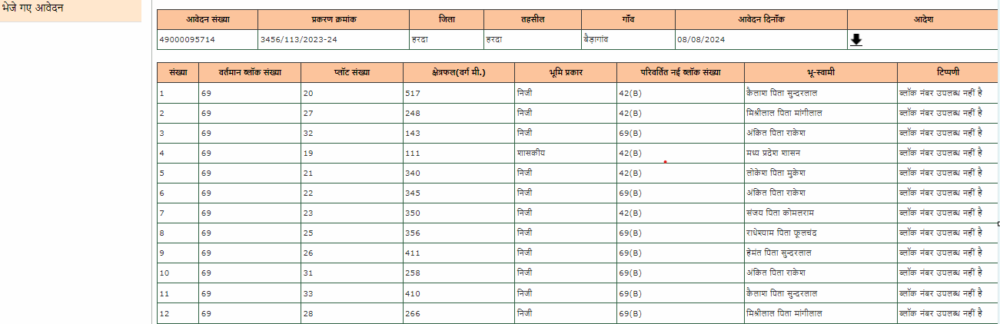 भेजे गए आवेदन
आवेदन संख्या प्रकरण क्रमांक जिला तहसील गाँव आवेदन दिनाँक आदेश
49000095714 3456/113/2023-24 हरदा हरदा बैड़ागांव 08/08/2024
संख्या वर्तमान ब्लॉक संख्या प्लॉट संख्या क्षेत्रफल(वर्ग मी.) भूमि प्रकार परिवर्तित नई ब्लॉक संख्या भू-स्वामी टिप्पणी
1 69 20 517 निजी 42(B) कैलाश पिता सुन्दरलाल ब्लॉक नंबर उपलब्ध नहीं है
2 69 27 248 निजी 42(B) मिश्रीलाल पिता मांगीलाल ब्लॉक नंबर उपलब्ध नहीं है
3 69 32 143 निजी 69(B) अंकित पिता राकेश ब्लॉक नंबर उपलब्ध नहीं है
4 69 19 111 शासकीय 42(B) मध्य प्रदेश शासन ब्लॉक नंबर उपलब्ध नहीं है
5 69 21 340 निजी 42(B) लोकेश पिता मुकेश ब्लॉक नंबर उपलब्ध नहीं है
6 69 22 345 निजी 69(B) अंकित पिता राकेश ब्लॉक नंबर उपलब्ध नहीं है
7 69 23 350 निजी 42(B) संजय पिता कोमलराम ब्लॉक नंबर उपलब्ध नहीं है
8 69 25 356 निजी 69(B) राधेश्याम पिता फूलचंद ब्लॉक नंबर उपलब्ध नहीं है
9 69 26 411 निजी 69(B) हेमंत पिता सुन्दरलाल ब्लॉक नंबर उपलब्ध नहीं है
10 69 31 258 निजी 69(B) अंकित पिता राकेश ब्लॉक नंबर उपलब्ध नहीं है
11 69 33 410 निजी 69(B) कैलाश पिता सुन्दरलाल ब्लॉक नंबर उपलब्ध नहीं है
12 69 28 266 निजी 69(B) मिश्रीलाल पिता मांगीलाल ब्लॉक नंबर उपलब्ध नहीं है